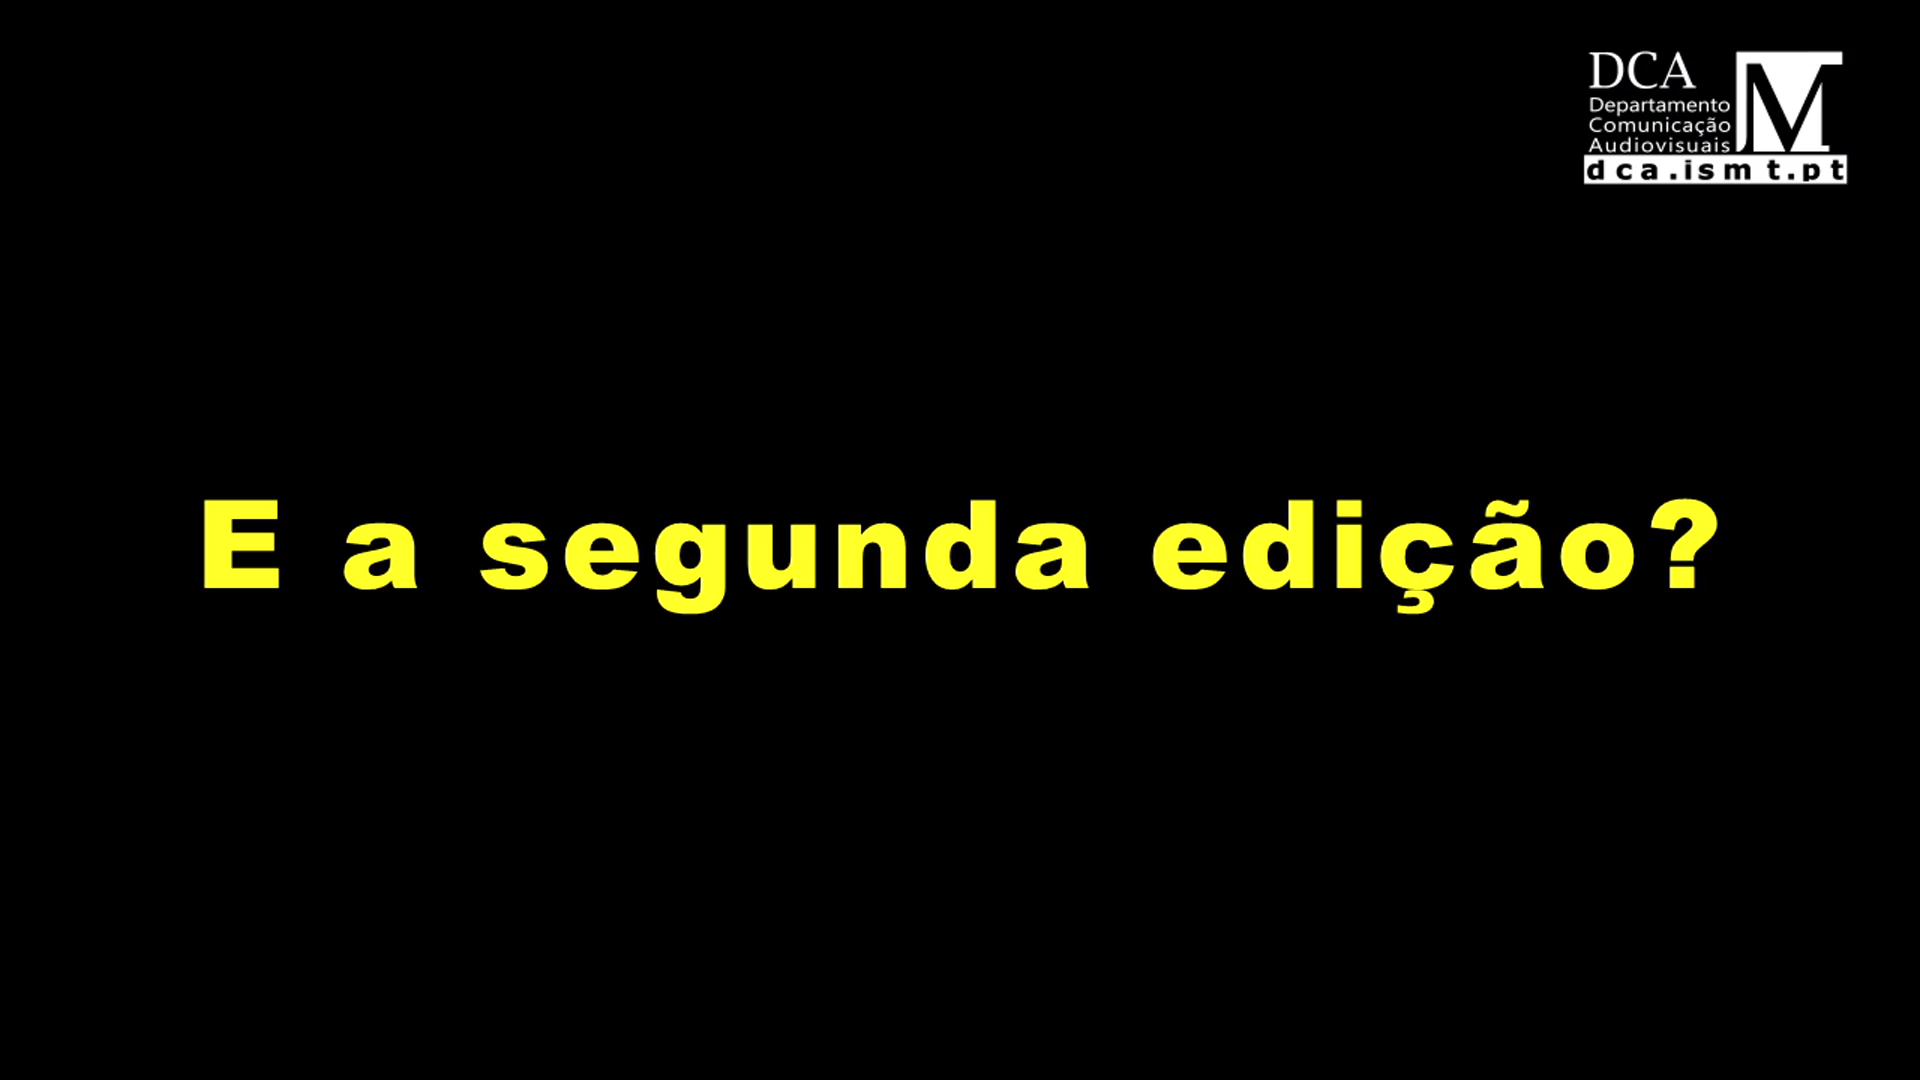 DCA
Departamento
Comunicação
Audiovisuais
dca.ismt.pt
E a segunda edição?